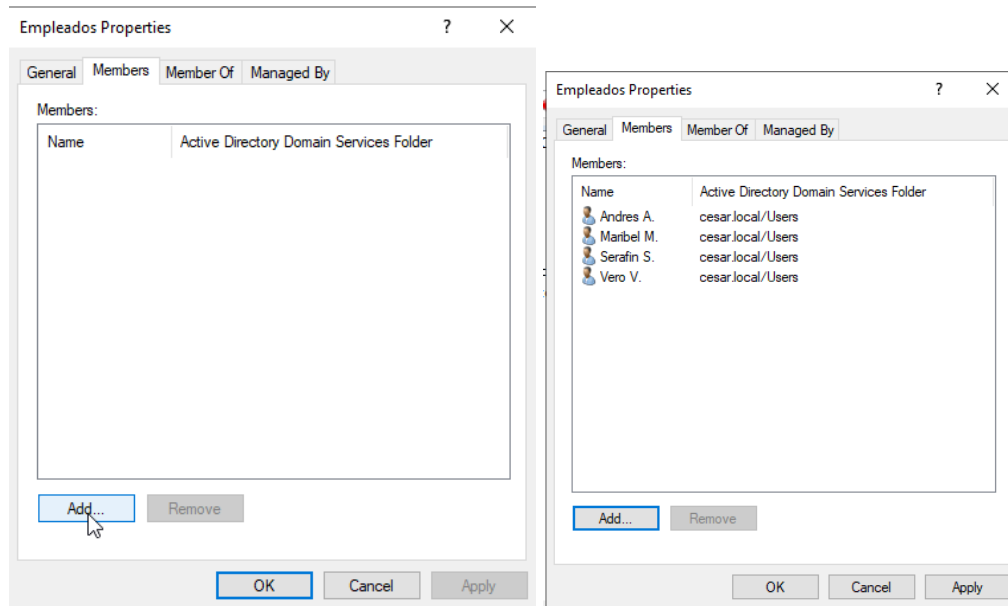 Empleados Properties
General Members Member Of Managed By
Members:
Name Active Directory Domain Services Folder
Add... Remove
OK Cancel Apply
Empleados Properties
General Members Member Of Managed By
Members:
Name Active Directory Domain Services Folder
Andres A. cesar.local/Users
Maribel M. cesar.local/Users
Serafin S. cesar.local/Users
Vero V. cesar.local/Users
Add... Remove
OK Cancel Apply